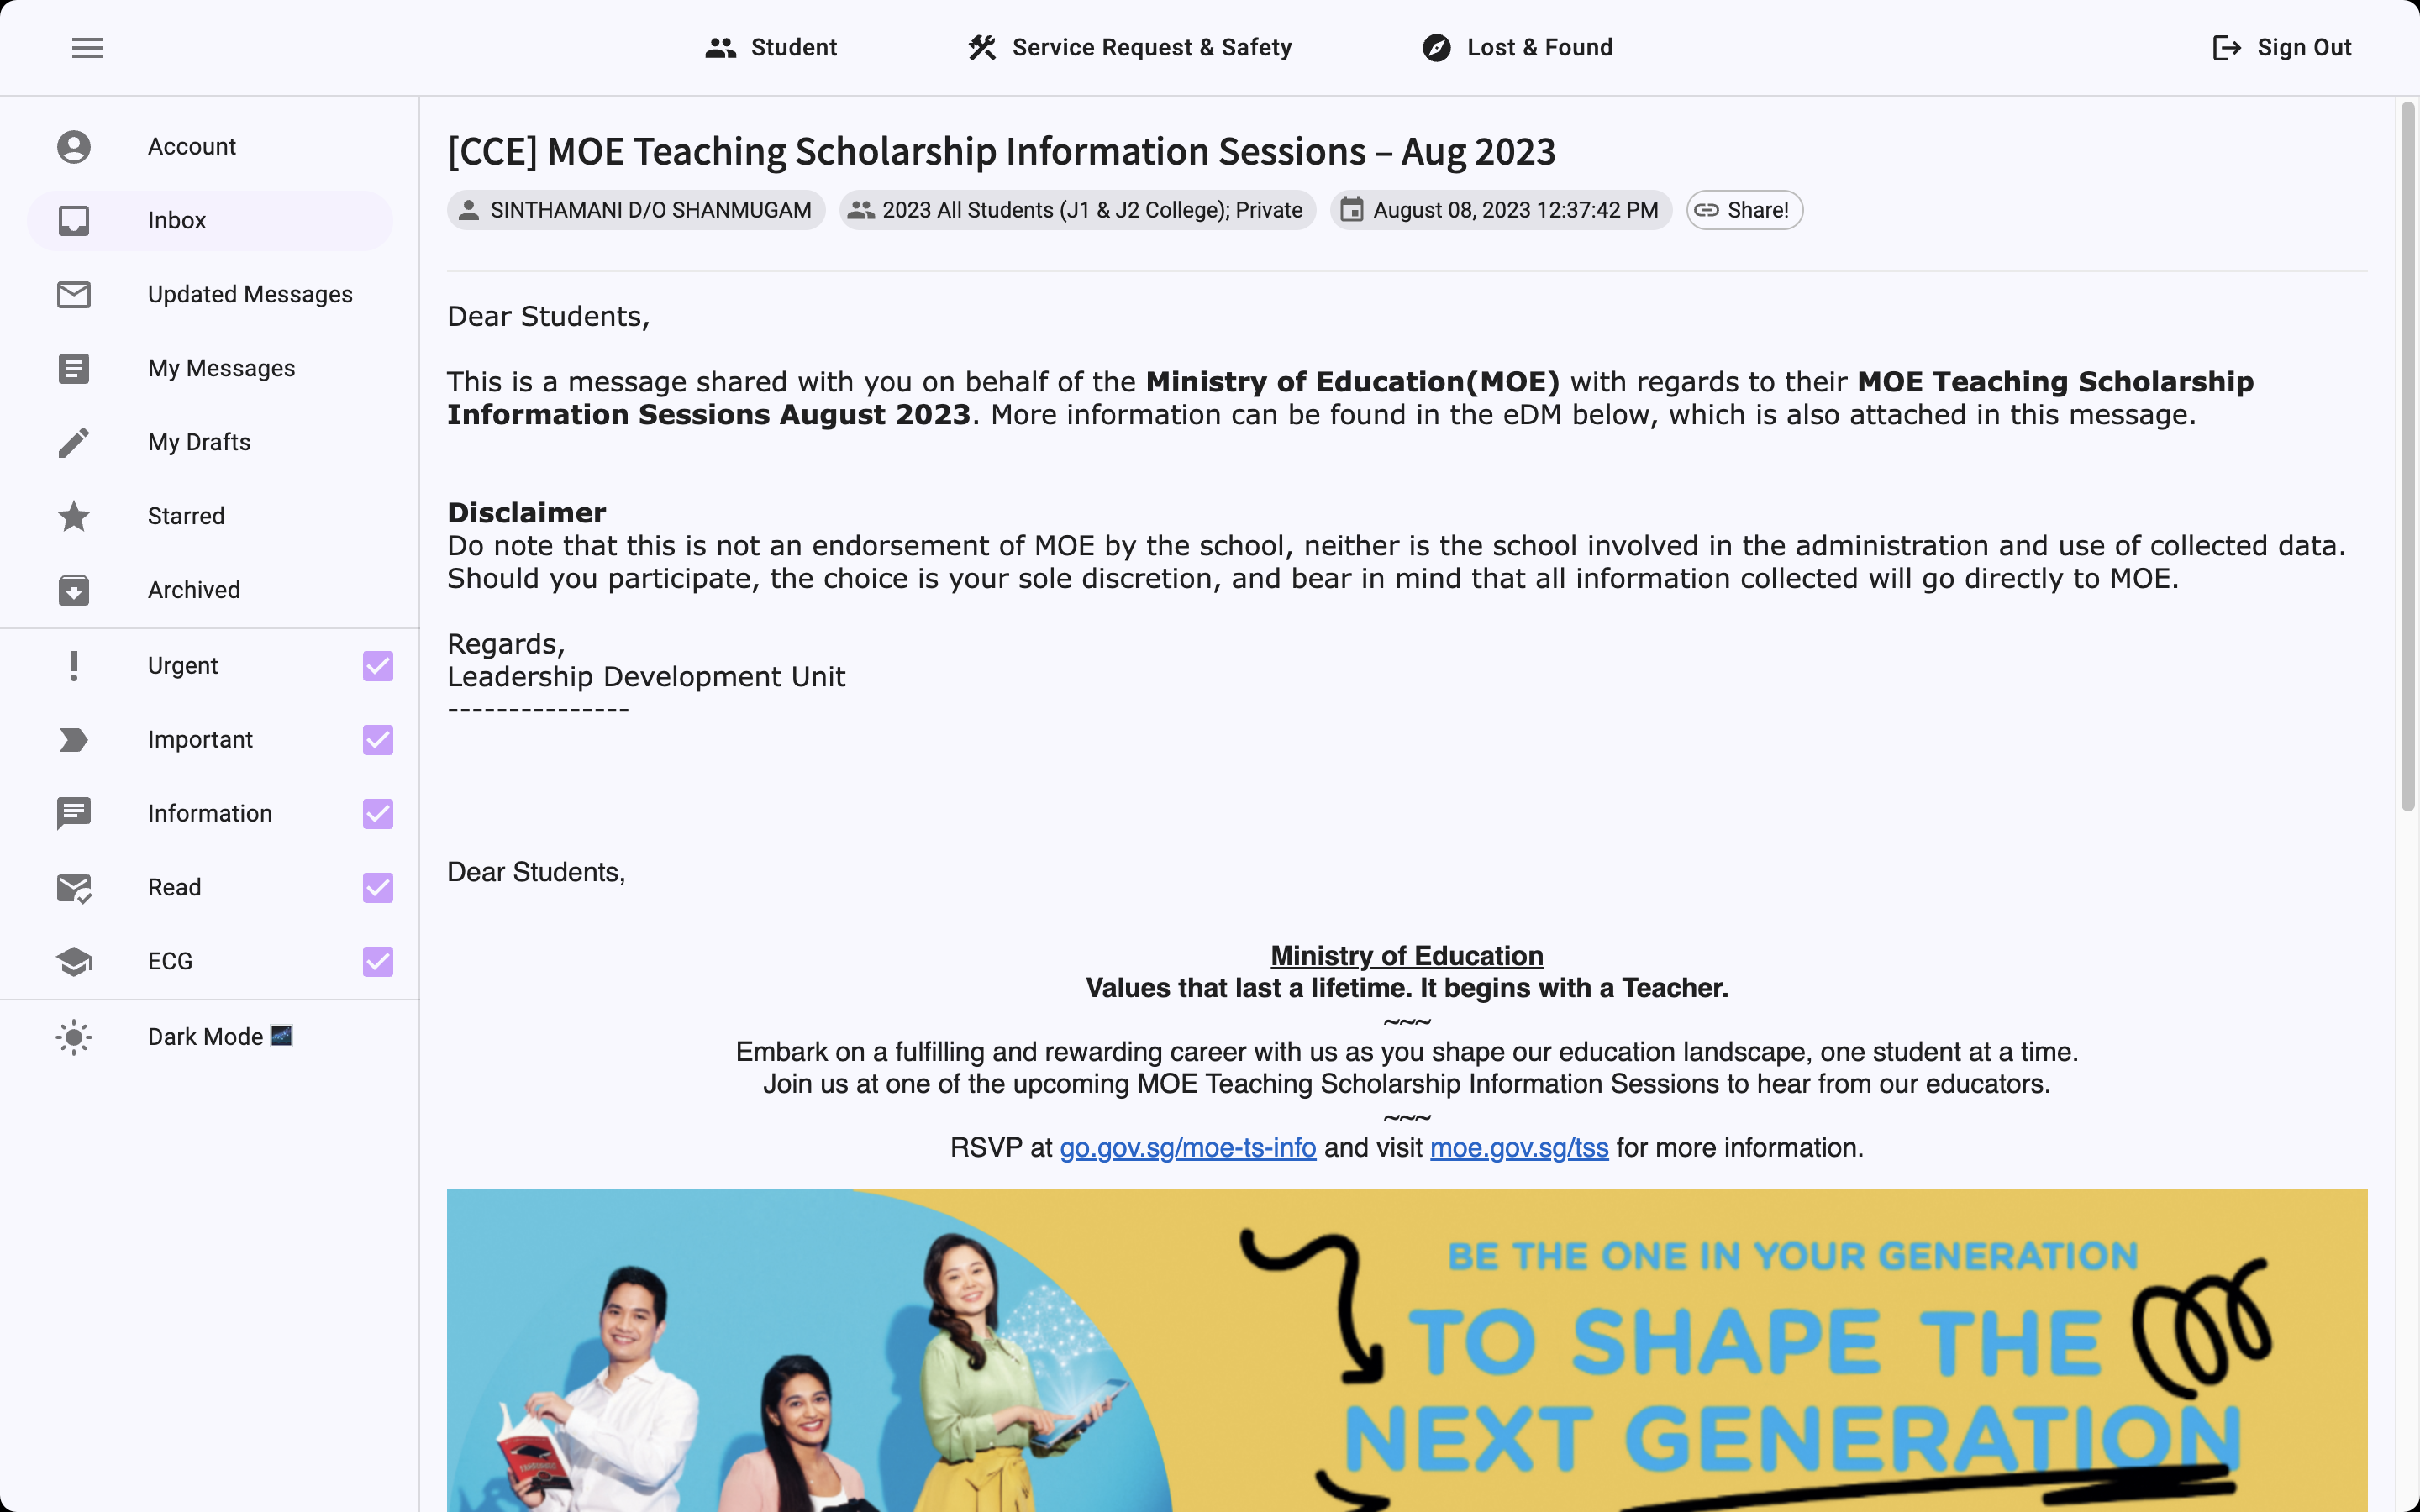 Student
Service Request & Safety
Lost & Found
Sign Out
Account
Inbox
Updated Messages
My Messages
My Drafts
Starred
Archived
Urgent
Important
Information
Read
ECG
Dark Mode
[CCE] MOE Teaching Scholarship Information Sessions – Aug 2023
SINTHAMANI D/O SHANMUGAM
2023 All Students (J1 & J2 College); Private
August 08, 2023 12:37:42 PM
Share!
Dear Students,
This is a message shared with you on behalf of the Ministry of Education(MOE) with regards to their MOE Teaching Scholarship
Information Sessions August 2023. More information can be found in the eDM below, which is also attached in this message.
Disclaimer
Do note that this is not an endorsement of MOE by the school, neither is the school involved in the administration and use of collected data.
Should you participate, the choice is your sole discretion, and bear in mind that all information collected will go directly to MOE.
Regards,
Leadership Development Unit
---------------
Dear Students,
Ministry of Education
Values that last a lifetime. It begins with a Teacher.
~~~
Embark on a fulfilling and rewarding career with us as you shape our education landscape, one student at a time.
Join us at one of the upcoming MOE Teaching Scholarship Information Sessions to hear from our educators.
~~~
RSVP at go.gov.sg/moe-ts-info and visit moe.gov.sg/tss for more information.
BE THE ONE IN YOUR GENERATION
TO SHAPE THE
NEXT GENERATION